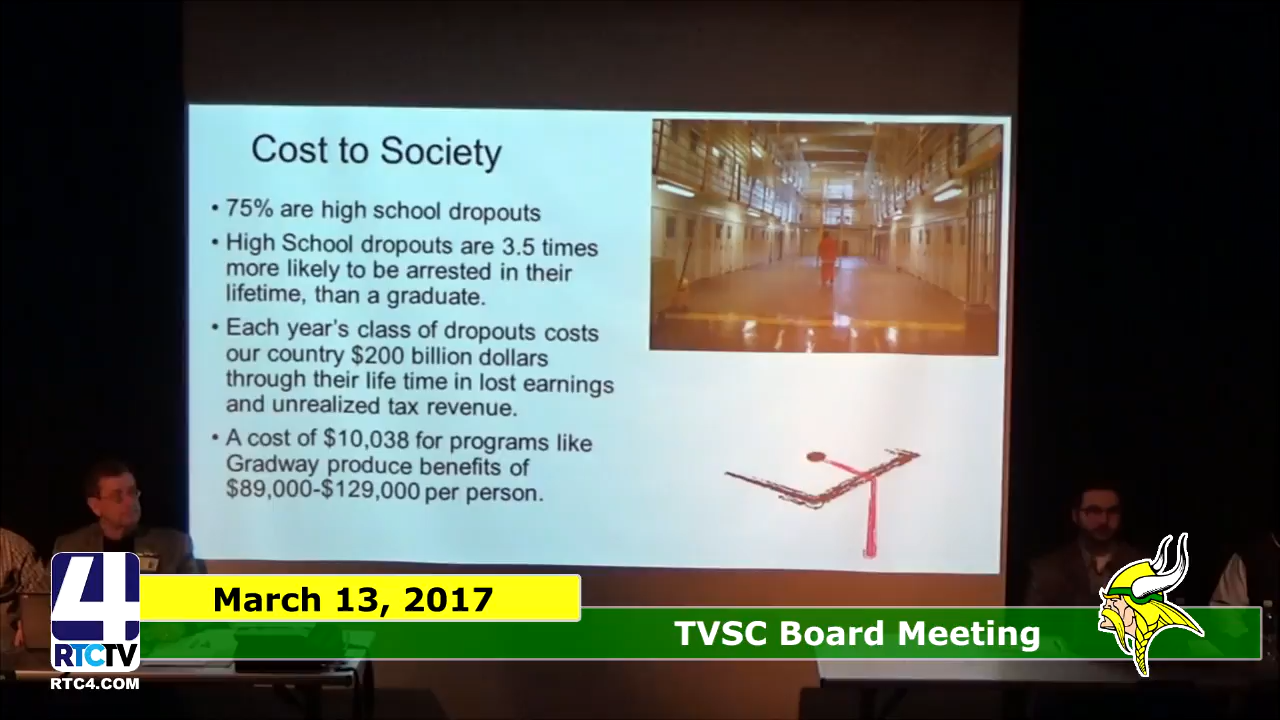 Cost to Society
• 75% are high school dropouts
• High School dropouts are 3.5 times
more likely to be arrested in their
lifetime, than a graduate.
• Each year's class of dropouts costs
our country $200 billion dollars
through their life time in lost earnings
and unrealized tax revenue.
• A cost of $10,038 for programs like
Gradway produce benefits of
$89,000-$129,000 per person.
4
RTCTV
RTC4.COM
March 13, 2017
TVSC Board Meeting